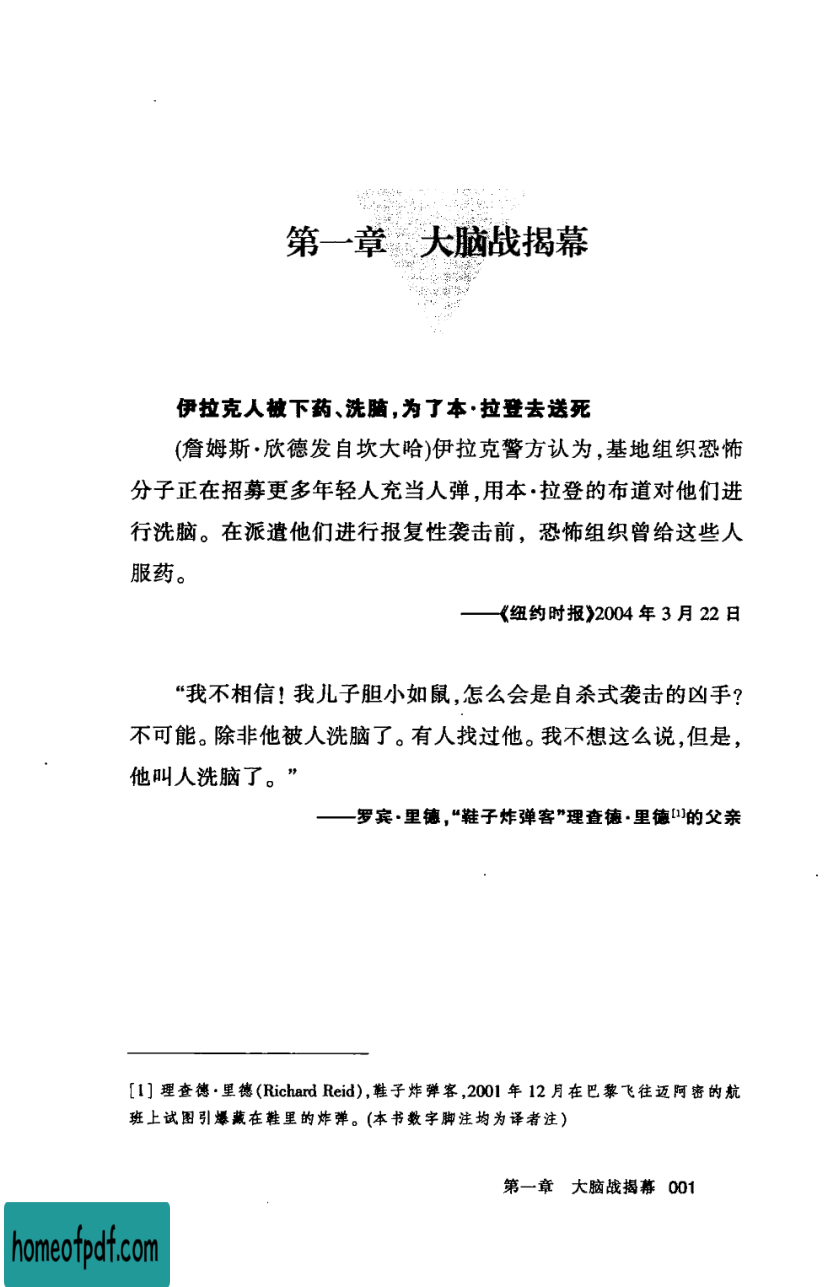 第一章 大脑战揭幕
伊拉克人被下药、洗脑,为了本·拉登去送死
(詹姆斯·欣德发自坎大哈)伊拉克警方认为,基地组织恐怖
分子正在招募更多年轻人充当人弹,用本·拉登的布道对他们进
行洗脑。在派遣他们进行报复性袭击前，恐怖组织曾给这些人
服药。
——《纽约时报》2004 年 3 月 22 日
“我不相信！我儿子胆小如鼠,怎么会是自杀式袭击的凶手?
不可能。除非他被人洗脑了。有人找过他。我不想这么说,但是,
他叫人洗脑了。”
——罗宾·里德,“鞋子炸弹客”理查德·里德[1]的父亲
[1] 理查德·里德(Richard Reid),鞋子炸弹客,2001 年 12 月在巴黎飞往迈阿密的航
班上试图引爆藏在鞋里的炸弹。(本书数字脚注均为译者注)
第一章 大脑战揭幕 001
homeofpdf.com